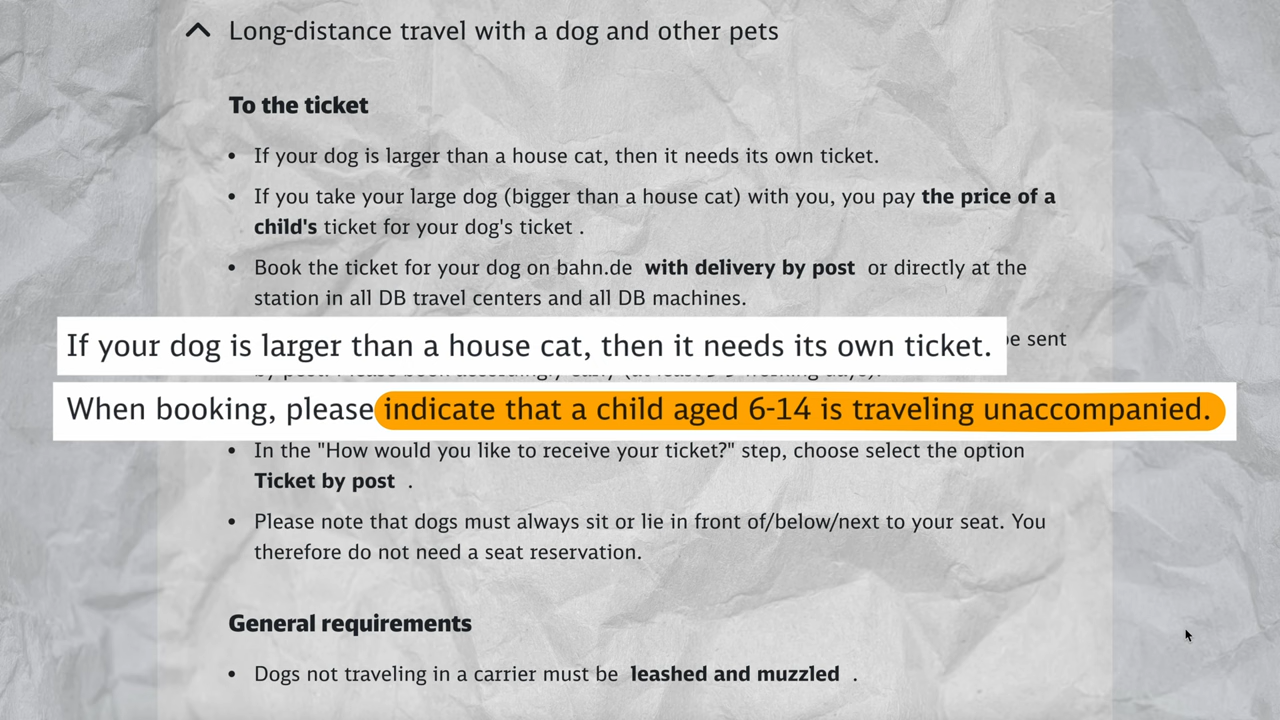 Long-distance travel with a dog and other pets
To the ticket
• If your dog is larger than a house cat, then it needs its own ticket.
• If you take your large dog (bigger than a house cat) with you, you pay the price of a
child's ticket for your dog's ticket .
• Book the ticket for your dog on bahn.de with delivery by post or directly at the
station in all DB travel centers and all DB machines.
If your dog is larger than a house cat, then it needs its own ticket.
be sent
When booking, please indicate that a child aged 6-14 is traveling unaccompanied.
• In the "How would you like to receive your ticket?" step, choose select the option
Ticket by post .
• Please note that dogs must always sit or lie in front of/below/next to your seat. You
therefore do not need a seat reservation.
General requirements
• Dogs not traveling in a carrier must be leashed and muzzled .